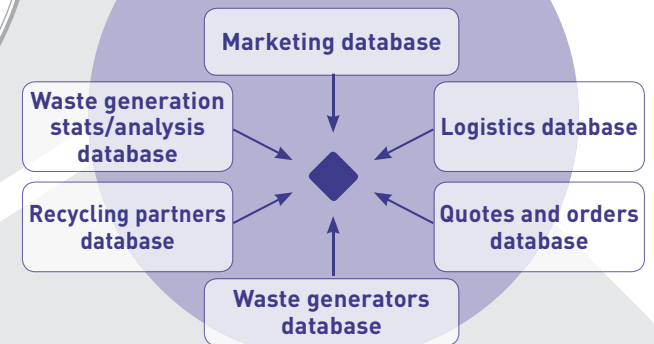 Marketing database
Waste generation
stats/analysis
database
Logistics database
Recycling partners
database
Quotes and orders
database
Waste generators
database